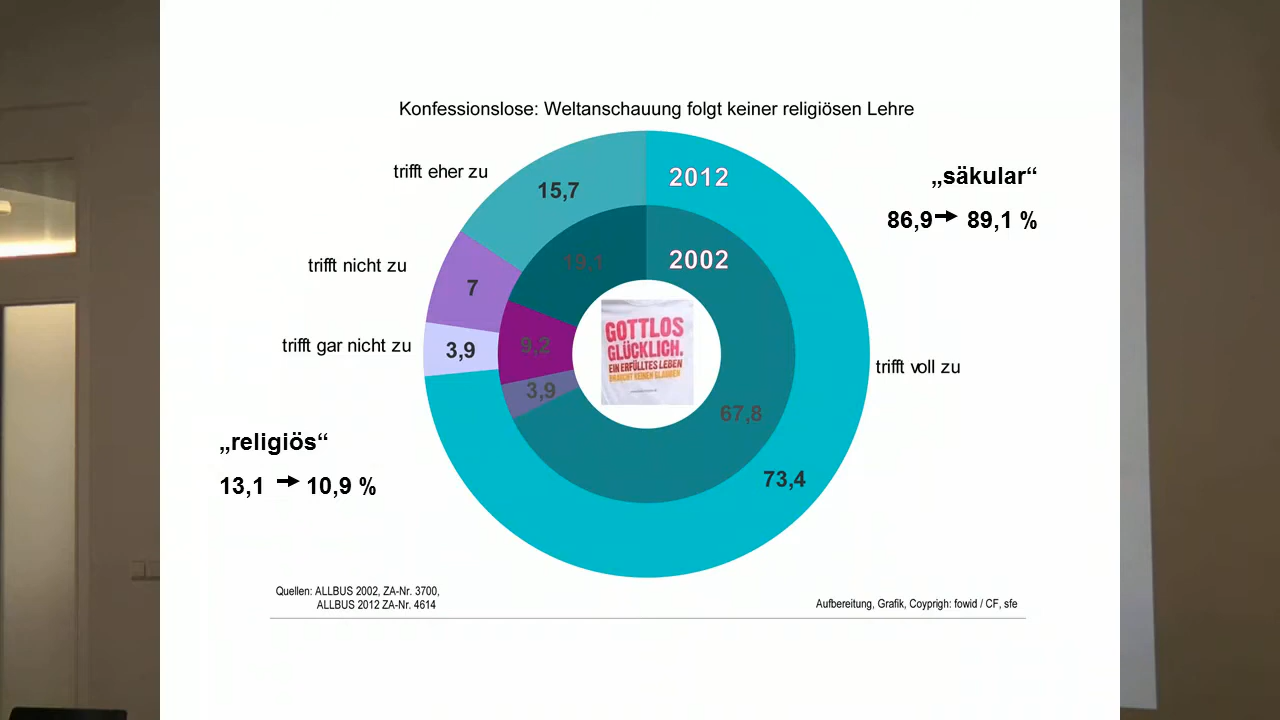 Konfessionslose: Weltanschauung folgt keiner religiösen Lehre
trifft eher zu
15,7
2012
„säkular“
86,9 → 89,1 %
19,1
2002
trifft nicht zu
7
trifft gar nicht zu
3,9
9,2
3,9
GOTTLOS
GLÜCKLICH.
EIN ERFÜLLTES LEBEN
BRAUCHT KEINEN GLAUBEN
trifft voll zu
67,8
73,4
„religiös“
13,1 → 10,9 %
Quellen: ALLBUS 2002, ZA-Nr. 3700,
ALLBUS 2012 ZA-Nr. 4614
Aufbereitung, Grafik, Coyprigh: fowid / CF, sfe